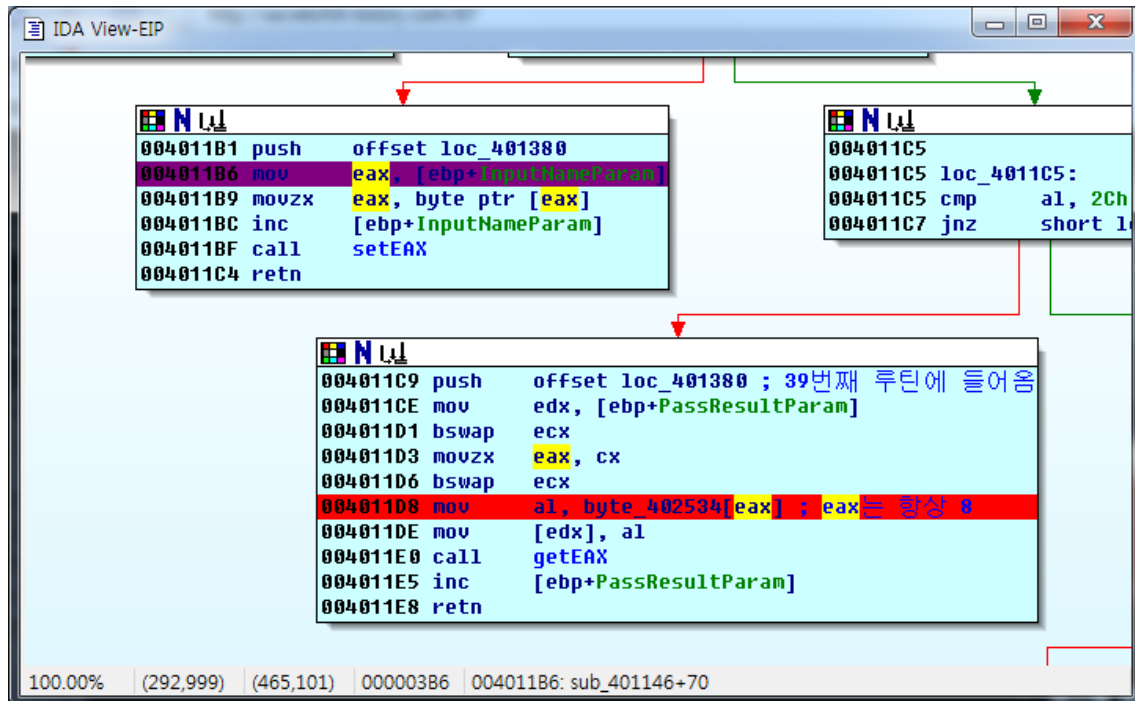 IDA View-EIP
004011B1 push offset loc_401380
004011B6 mov eax, [ebp+InputNameParam]
004011B9 movzx eax, byte ptr [eax]
004011BC inc [ebp+InputNameParam]
004011BF call setEAX
004011C4 retn
004011C5
004011C5 loc_4011C5:
004011C5 cmp al, 2Ch
004011C7 jnz short
004011C9 push offset loc_401380 ; 39번째 루틴에 들어옴
004011CE mov edx, [ebp+PassResultParam]
004011D1 bswap ecx
004011D3 movzx eax, cx
004011D6 bswap ecx
004011D8 mov al, byte_402534[eax] ; eax는 항상 8
004011DE mov [edx], al
004011E0 call getEAX
004011E5 inc [ebp+PassResultParam]
004011E8 retn
100.00% (292,999) (465,101) 000003B6 004011B6: sub_401146+70